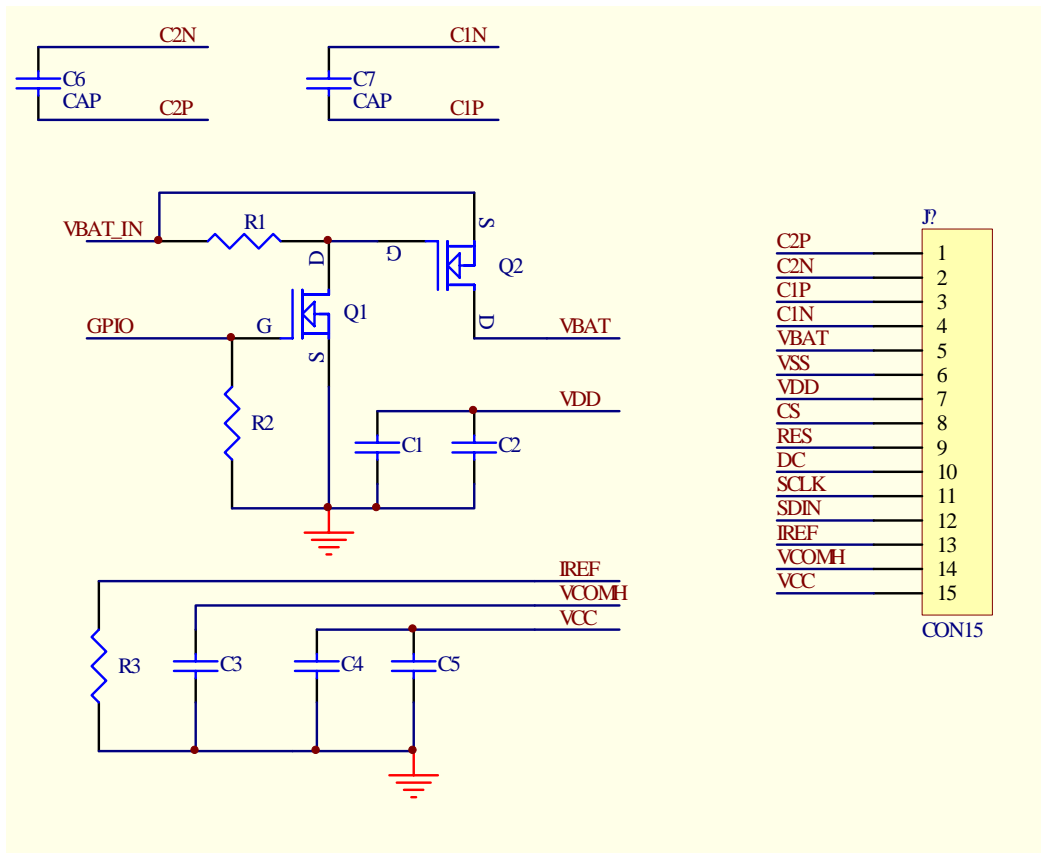 C2N
C6
CAP
C2P
C1N
C7
CAP
C1P
VBAT_IN
R1
S
D
G
Q2
Q1
GPIO
G
D
VBAT
S
R2
VDD
C1
C2
IREF
VCOMH
VCC
R3
C3
C4
C5
J?
C2P 1
C2N 2
C1P 3
C1N 4
VBAT 5
VSS 6
VDD 7
CS 8
RES 9
DC 10
SCLK 11
SDIN 12
IREF 13
VCOMH 14
VCC 15
CON15